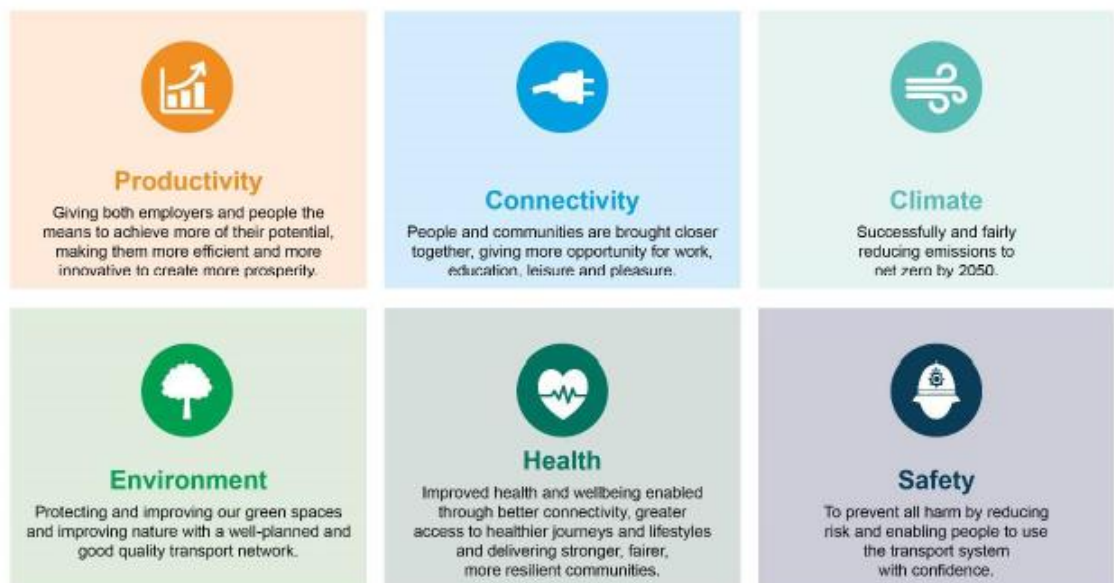 Productivity
Giving both employers and people the
means to achieve more of their potential,
making them more efficient and more
innovative to create more prosperity.
Connectivity
People and communities are brought closer
together, giving more opportunity for work,
education, leisure and pleasure.
Climate
Successfully and fairly
reducing emissions to
net zero by 2050.
Environment
Protecting and improving our green spaces
and improving nature with a well-planned and
good quality transport network.
Health
Improved health and wellbeing enabled
through better connectivity, greater
access to healthier journeys and lifestyles
and delivering stronger, fairer,
more resilient communities.
Safety
To prevent all harm by reducing
risk and enabling people to use
the transport system
with confidence.